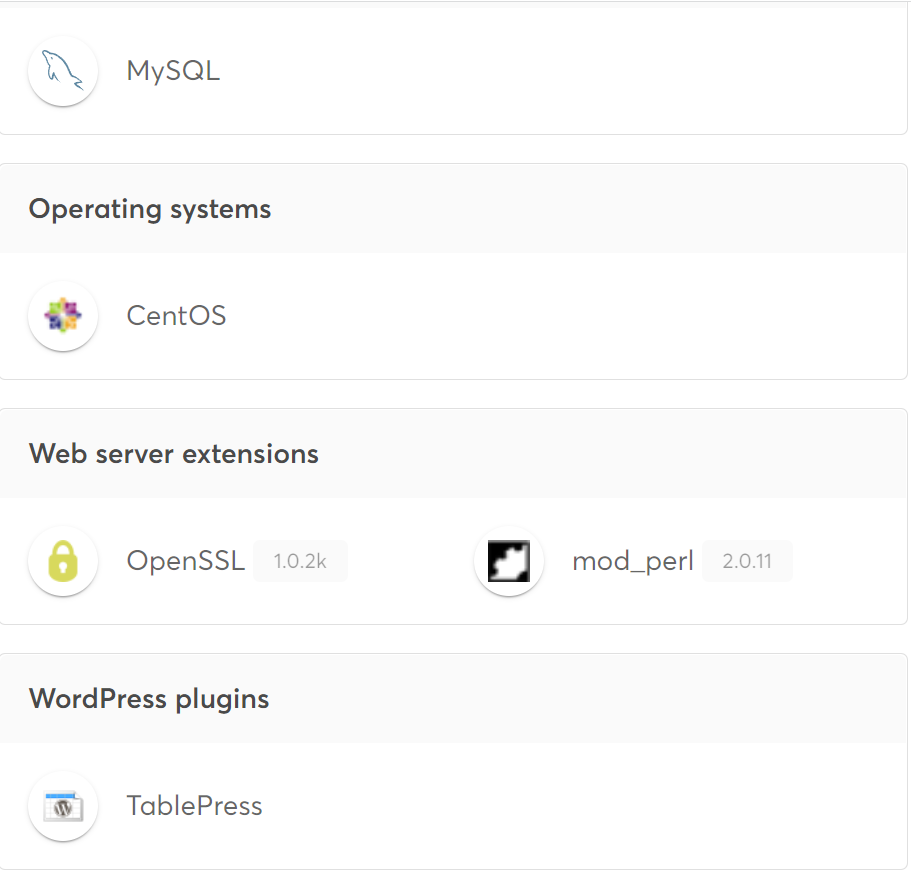 MySQL
Operating systems
CentOS
Web server extensions
OpenSSL 1.0.2k mod_perl 2.0.11
WordPress plugins
TablePress